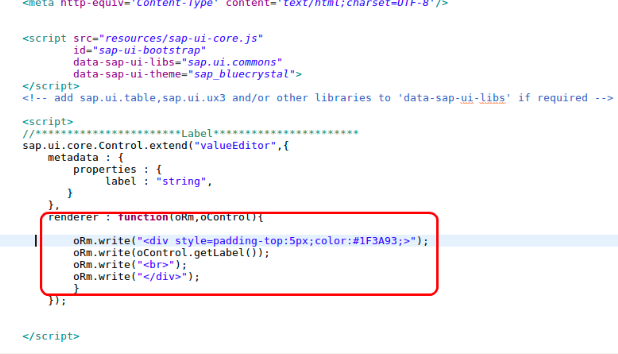 <meta http-equiv='Content-Type' content='text/html;charset=UTF-8'/>
<script src="resources/sap-ui-core.js"
id="sap-ui-bootstrap"
data-sap-ui-libs="sap.ui.commons"
data-sap-ui-theme="sap_bluecrystal">
</script>
<!-- add sap.ui.table,sap.ui.ux3 and/or other libraries to 'data-sap-ui-libs' if required -->
<script>
//***********************Label***********************
sap.ui.core.Control.extend("valueEditor",{
metadata : {
properties : {
label : "string",
}
},
renderer : function(oRm,oControl){
oRm.write("<div style=padding-top:5px;color:#1F3A93;>");
oRm.write(oControl.getLabel());
oRm.write("<br>");
oRm.write("</div>");
}
});
</script>